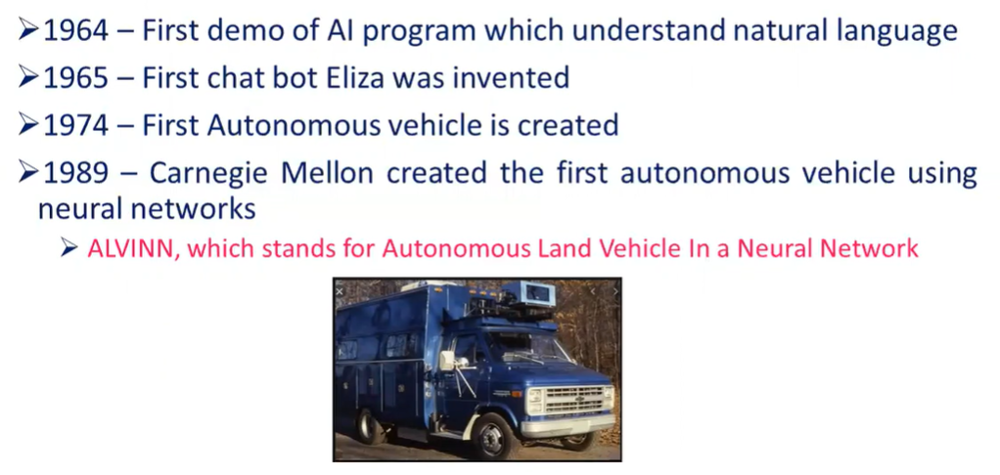 ➢1964 – First demo of AI program which understand natural language
➢1965 – First chat bot Eliza was invented
➢1974 – First Autonomous vehicle is created
➢1989 – Carnegie Mellon created the first autonomous vehicle using
neural networks
➢ ALVINN, which stands for Autonomous Land Vehicle In a Neural Network